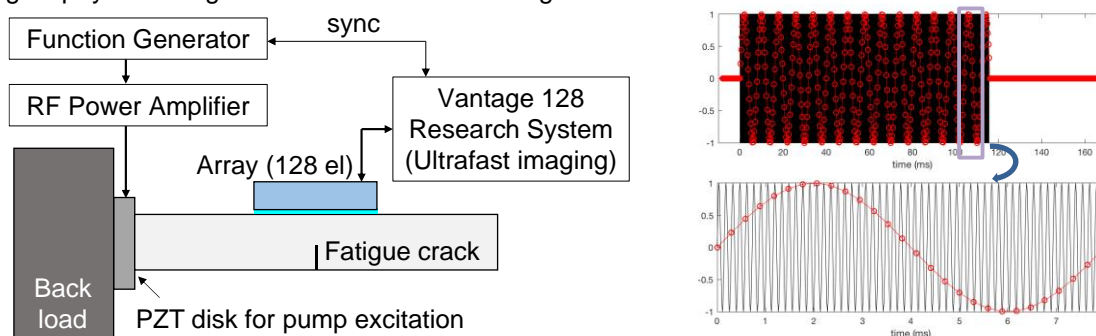 Function Generator
sync
RF Power Amplifier
Vantage 128
Research System
(Ultrafast imaging)
Array (128 el)
Fatigue crack
Back
load
PZT disk for pump excitation
1
0.5
0
-0.5
-1
0 20 40 60 80 100 120 140 160
time (ms)
1
0.5
0
-0.5
-1
0 1 2 3 4 5 6 7
time (ms)